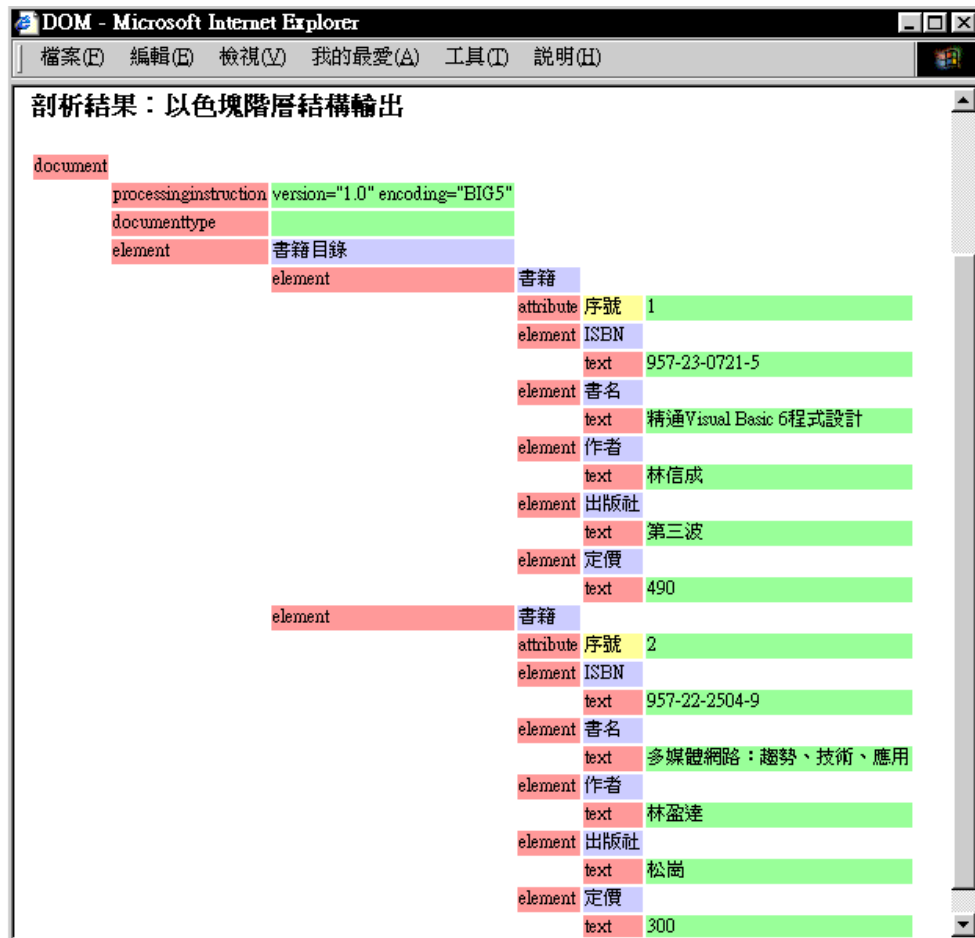 DOM - Microsoft Internet Explorer
檔案(F) 編輯(E) 檢視(V) 我的最愛(A) 工具(T) 說明(H)
剖析結果：以色塊階層結構輸出
document
processinginstruction version="1.0" encoding="BIG5"
documenttype
element 書籍目錄
element 書籍
attribute 序號 1
element ISBN
text 957-23-0721-5
element 書名
text 精通Visual Basic 6程式設計
element 作者
text 林信成
element 出版社
text 第三波
element 定價
text 490
element 書籍
attribute 序號 2
element ISBN
text 957-22-2504-9
element 書名
text 多媒體網路：趨勢、技術、應用
element 作者
text 林盈達
element 出版社
text 松崗
element 定價
text 300